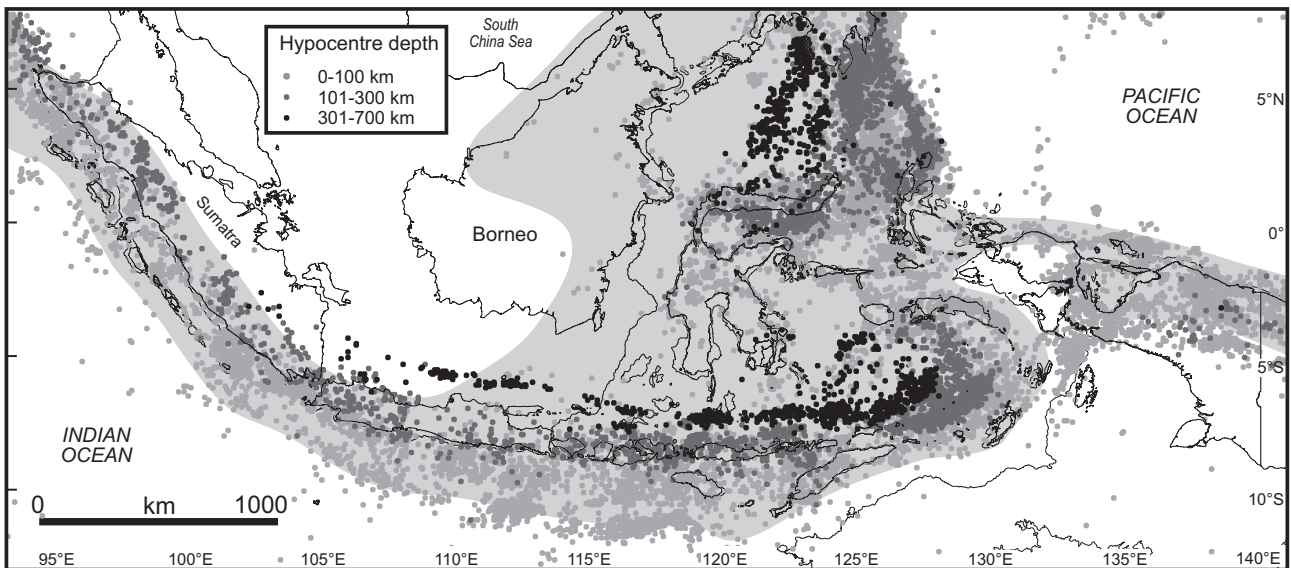 South
China Sea
Hypocentre depth
0-100 km
101-300 km
301-700 km
PACIFIC
OCEAN
5°N
Sumatra
Borneo
0°
5°S
INDIAN
OCEAN
0 km 1000
10°S
95°E 100°E 105°E 110°E 115°E 120°E 125°E 130°E 135°E 140°E